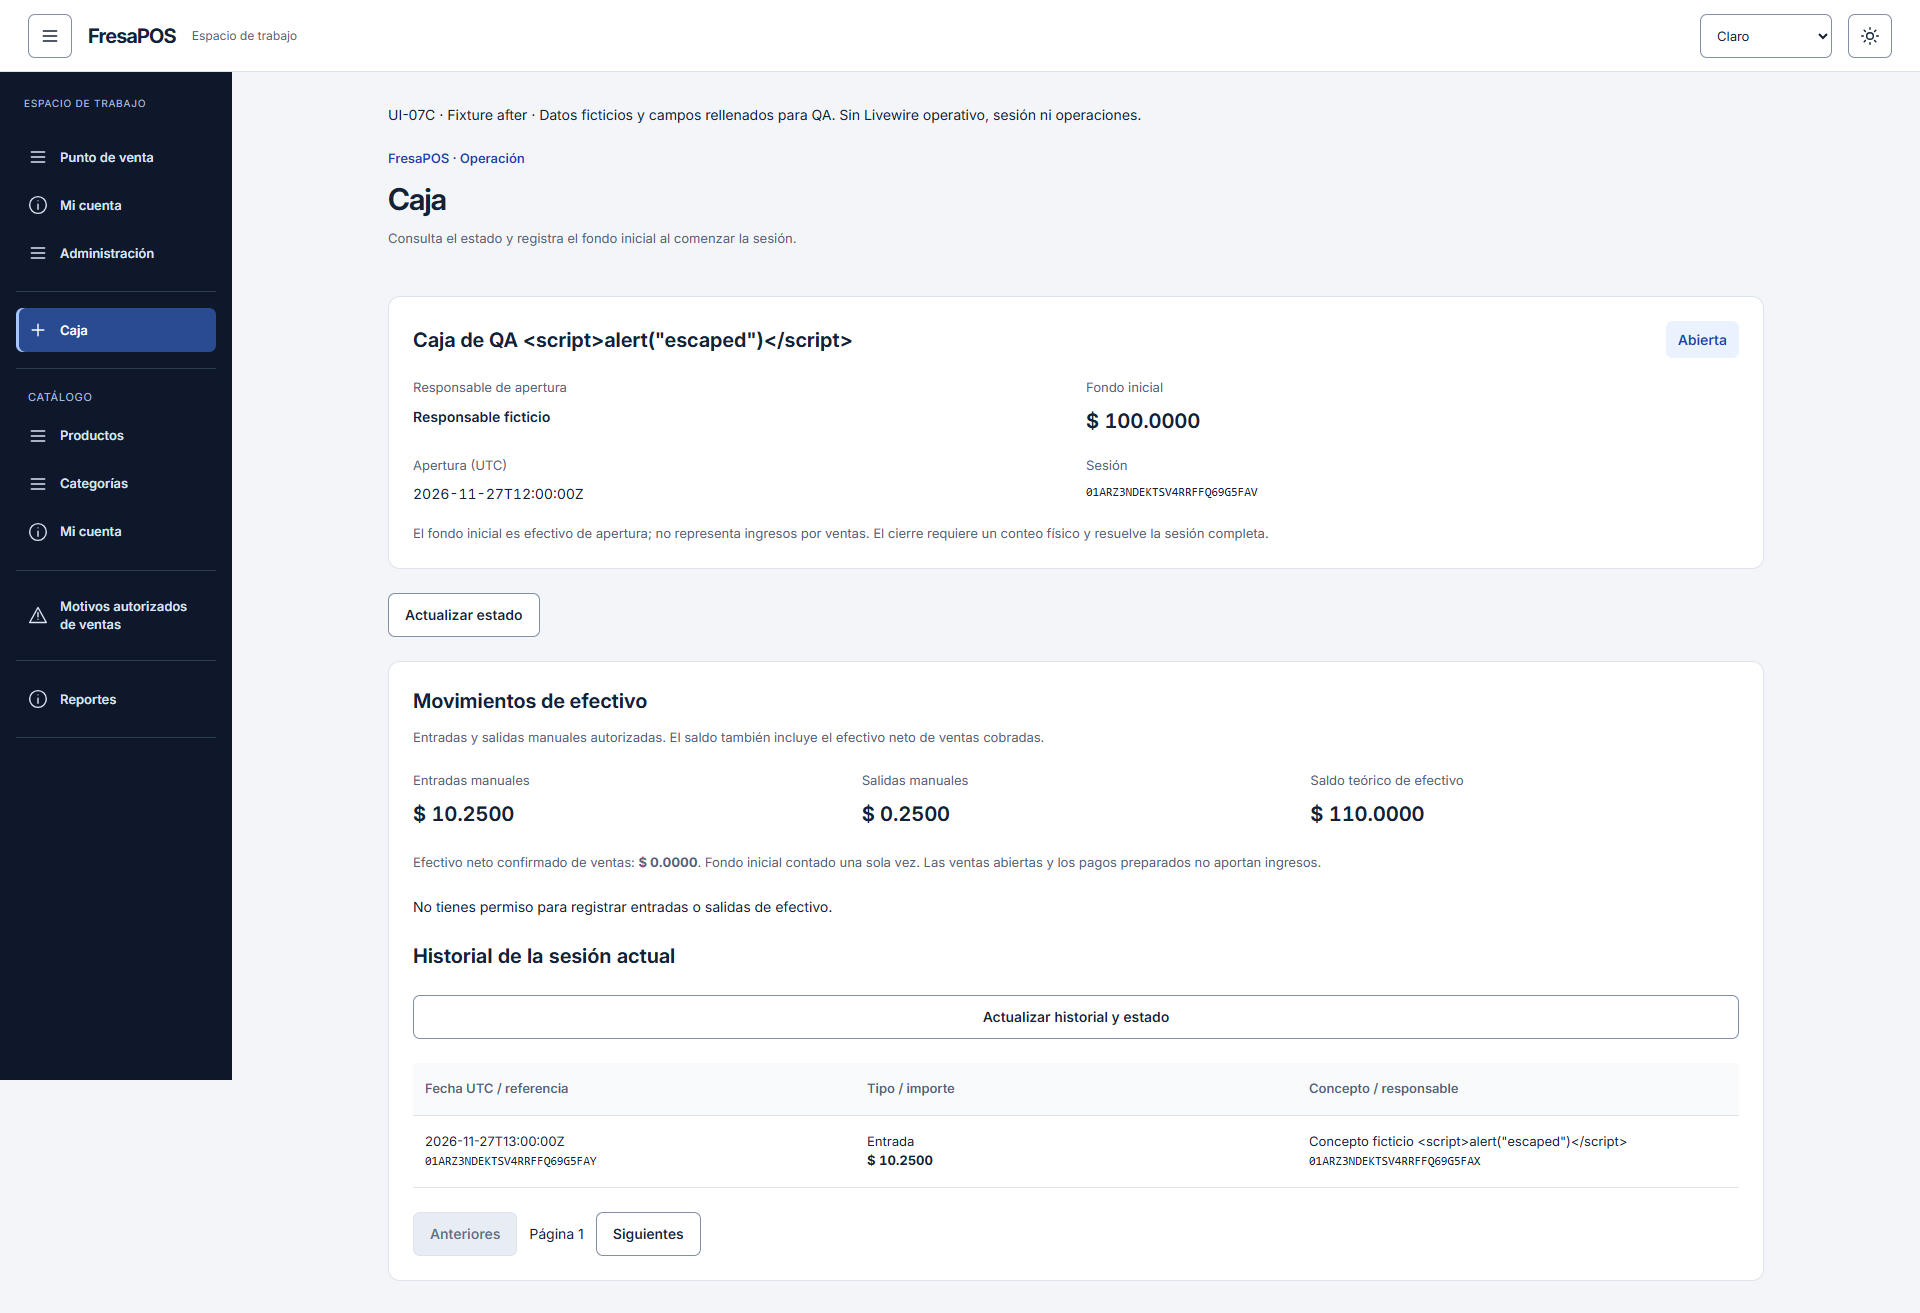 FresaPOS
Espacio de trabajo
Claro
ESPACIO DE TRABAJO
Punto de venta
Mi cuenta
Administración
Caja
CATÁLOGO
Productos
Categorías
Mi cuenta
Motivos autorizados
de ventas
Reportes
UI-07C · Fixture after · Datos ficticios y campos rellenados para QA. Sin Livewire operativo, sesión ni operaciones.
FresaPOS · Operación
Caja
Consulta el estado y registra el fondo inicial al comenzar la sesión.
Caja de QA <script>alert("escaped")</script>
Abierta
Responsable de apertura
Responsable ficticio
Fondo inicial
$ 100.0000
Apertura (UTC)
2026-11-27T12:00:00Z
Sesión
01ARZ3NDEKTSV4RRFFQ69G5FAV
El fondo inicial es efectivo de apertura; no representa ingresos por ventas. El cierre requiere un conteo físico y resuelve la sesión completa.
Actualizar estado
Movimientos de efectivo
Entradas y salidas manuales autorizadas. El saldo también incluye el efectivo neto de ventas cobradas.
Entradas manuales
$ 10.2500
Salidas manuales
$ 0.2500
Saldo teórico de efectivo
$ 110.0000
Efectivo neto confirmado de ventas: $ 0.0000. Fondo inicial contado una sola vez. Las ventas abiertas y los pagos preparados no aportan ingresos.
No tienes permiso para registrar entradas o salidas de efectivo.
Historial de la sesión actual
Actualizar historial y estado
Fecha UTC / referencia
Tipo / importe
Concepto / responsable
2026-11-27T13:00:00Z
01ARZ3NDEKTSV4RRFFQ69G5FAY
Entrada
$ 10.2500
Concepto ficticio <script>alert("escaped")</script>
01ARZ3NDEKTSV4RRFFQ69G5FAX
Anteriores
Página 1
Siguientes